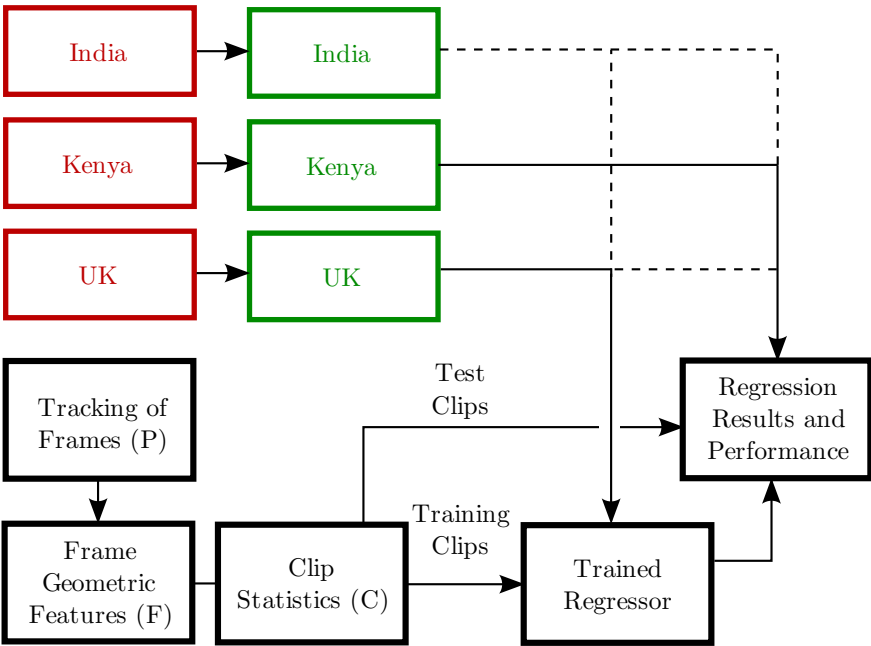 India
India
Kenya
Kenya
UK
UK
Tracking of
Frames (P)
Test
Clips
Regression
Results and
Performance
Frame
Geometric
Features (F)
Clip
Statistics (C)
Training
Clips
Trained
Regressor